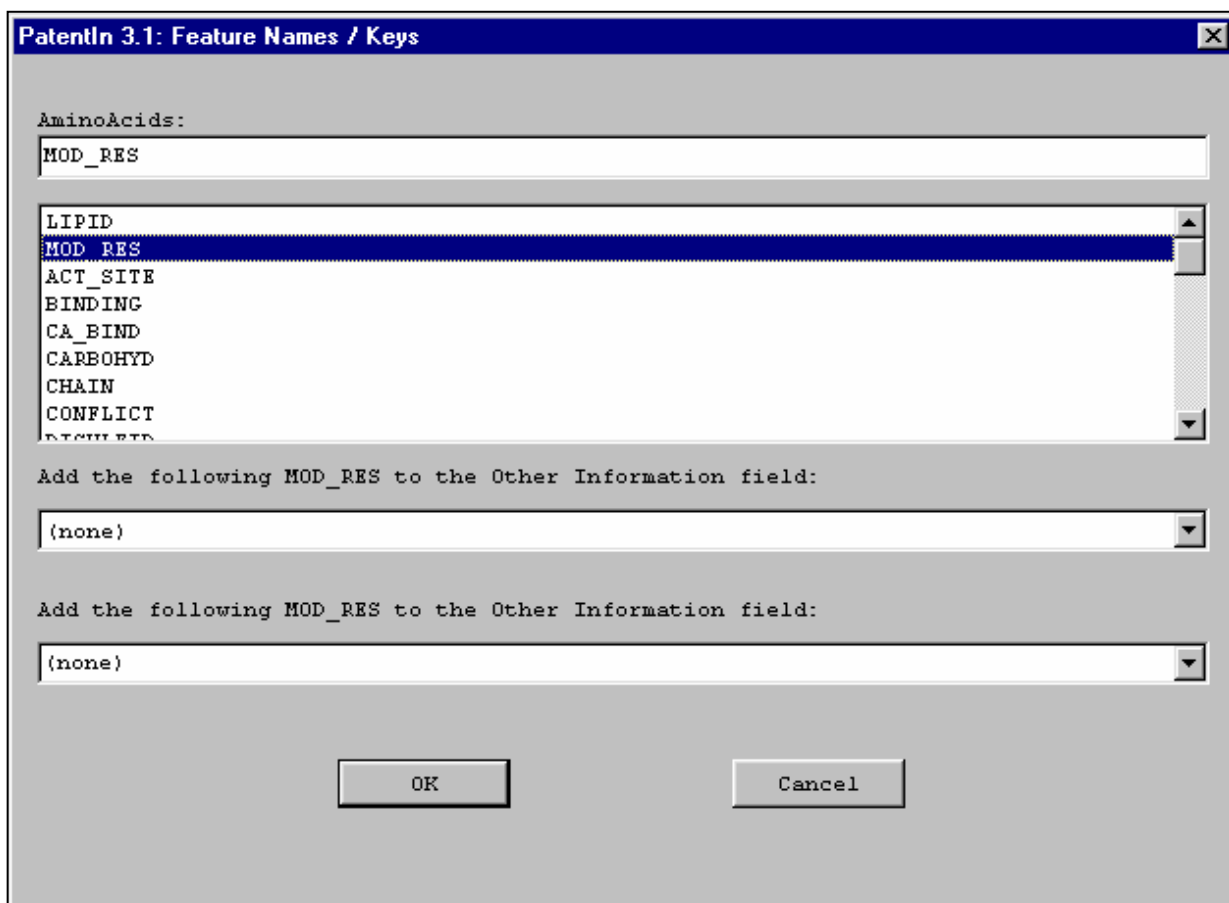 PatentIn 3.1: Feature Names / Keys
AminoAcids:
MOD_RES
LIPID
MOD_RES
ACT_SITE
BINDING
CA_BIND
CARBOHYD
CHAIN
CONFLICT
Add the following MOD_RES to the Other Information field:
(none)
Add the following MOD_RES to the Other Information field:
(none)
OK
Cancel